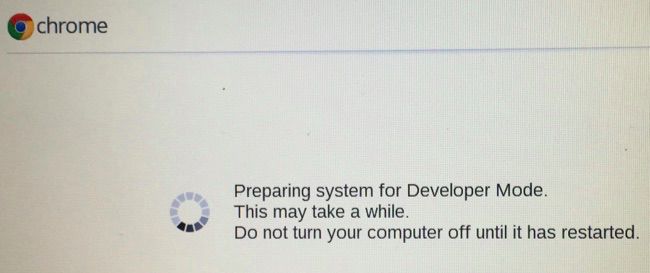 chrome
Preparing system for Developer Mode.
This may take a while.
Do not turn your computer off until it has restarted.